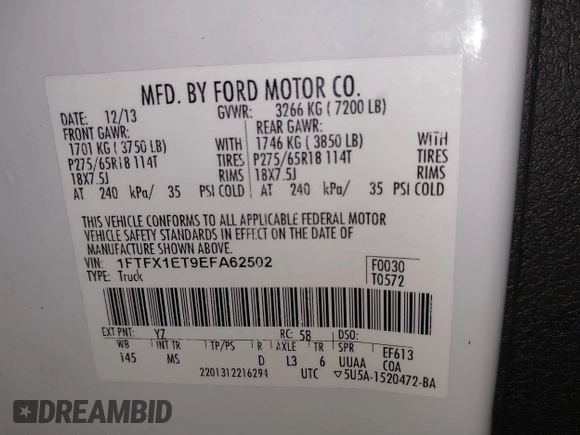 MFD. BY FORD MOTOR CO.
DATE: 12/13 GVWR: 3266 KG ( 7200 LB)
FRONT GAWR: REAR GAWR:
1701 KG ( 3750 LB) WITH 1746 KG ( 3850 LB) WITH
P275/65R18 114T TIRES P275/65R18 114T TIRES
18X7.5J RIMS 18X7.5J RIMS
AT 240 kPa/ 35 PSI COLD AT 240 kPa/ 35 PSI COLD
THIS VEHICLE CONFORMS TO ALL APPLICABLE FEDERAL MOTOR
VEHICLE SAFETY STANDARDS IN EFFECT ON THE DATE OF
MANUFACTURE SHOWN ABOVE.
VIN: 1FTFX1ET9EFA62502 F0030
TYPE: Truck T0572
EXT PNT: YZ RC: 58 DSO:
WB INT TR TP/PS R AXLE TR SPR EF613
145 MS D L3 6 UUAA COA
2201312216294 UTC ▽5U5A-1520472-BA
DREAMBID